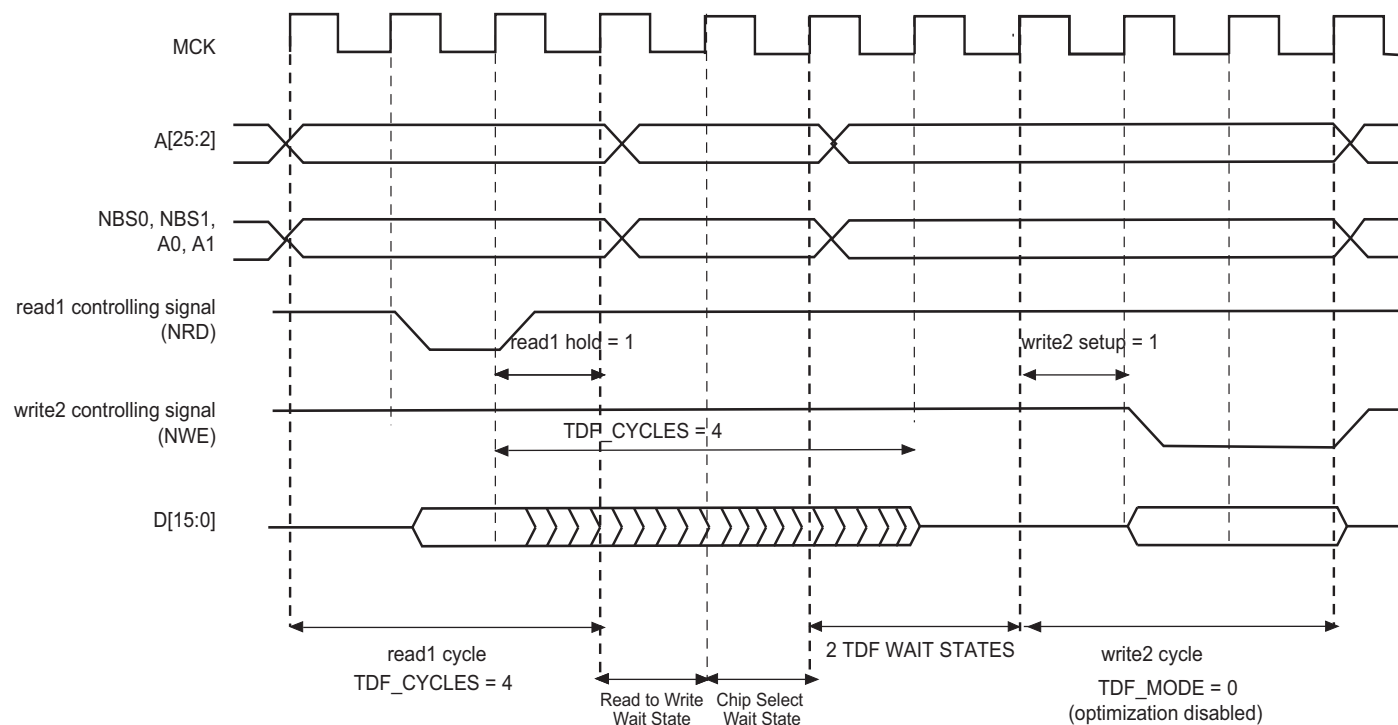 MCK
A[25:2]
NBS0, NBS1,
A0, A1
read1 controlling signal
(NRD)
read1 hold = 1
write2 setup = 1
write2 controlling signal
(NWE)
TDF_CYCLES = 4
D[15:0]
read1 cycle
TDF_CYCLES = 4
Read to Write
Wait State
Chip Select
Wait State
2 TDF WAIT STATES
write2 cycle
TDF_MODE = 0
(optimization disabled)